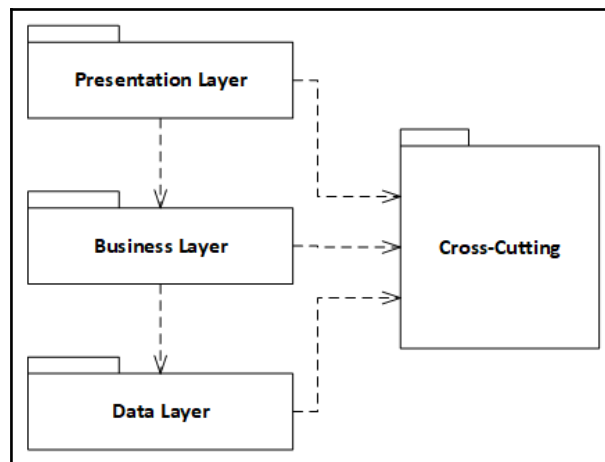 Presentation Layer
Business Layer
Cross-Cutting
Data Layer